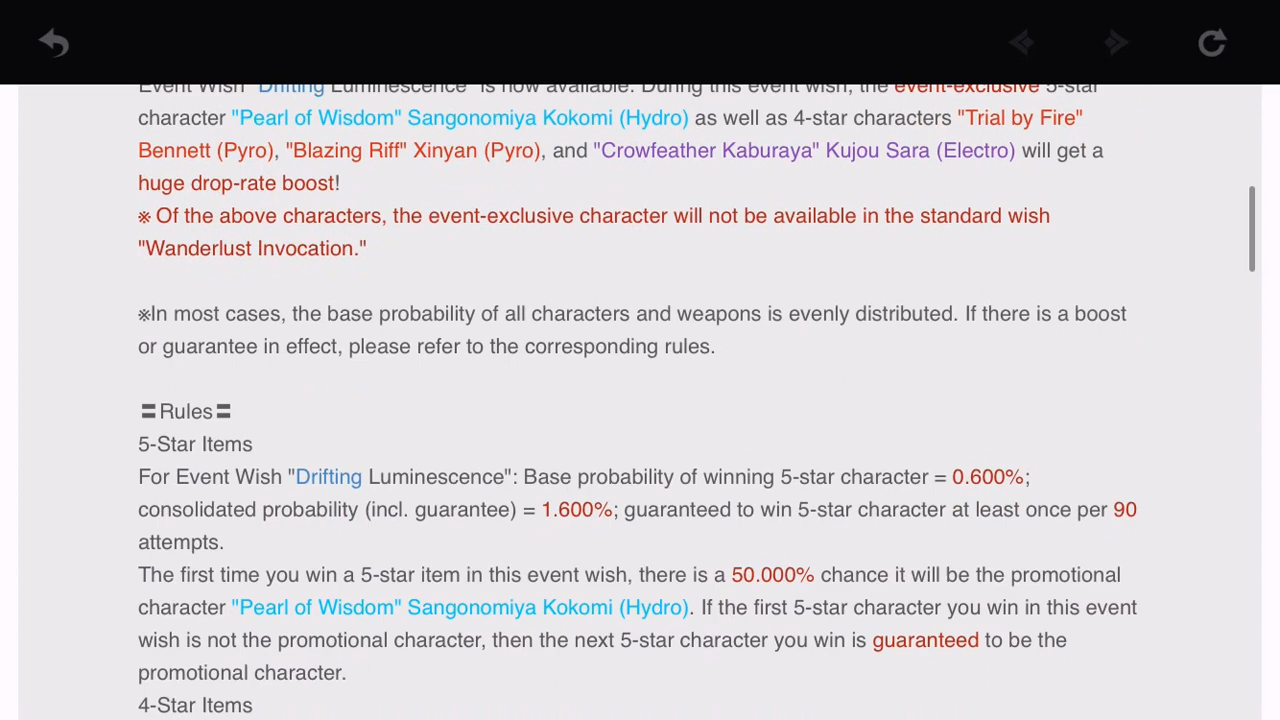 Event Wish "Drifting Luminescence" is now available. During this event wish, the event-exclusive 5-star
character "Pearl of Wisdom" Sangonomiya Kokomi (Hydro) as well as 4-star characters "Trial by Fire"
Bennett (Pyro), "Blazing Riff" Xinyan (Pyro), and "Crowfeather Kaburaya" Kujou Sara (Electro) will get a
huge drop-rate boost!
※ Of the above characters, the event-exclusive character will not be available in the standard wish
"Wanderlust Invocation."
※In most cases, the base probability of all characters and weapons is evenly distributed. If there is a boost
or guarantee in effect, please refer to the corresponding rules.
〓Rules〓
5-Star Items
For Event Wish "Drifting Luminescence": Base probability of winning 5-star character = 0.600%;
consolidated probability (incl. guarantee) = 1.600%; guaranteed to win 5-star character at least once per 90
attempts.
The first time you win a 5-star item in this event wish, there is a 50.000% chance it will be the promotional
character "Pearl of Wisdom" Sangonomiya Kokomi (Hydro). If the first 5-star character you win in this event
wish is not the promotional character, then the next 5-star character you win is guaranteed to be the
promotional character.
4-Star Items